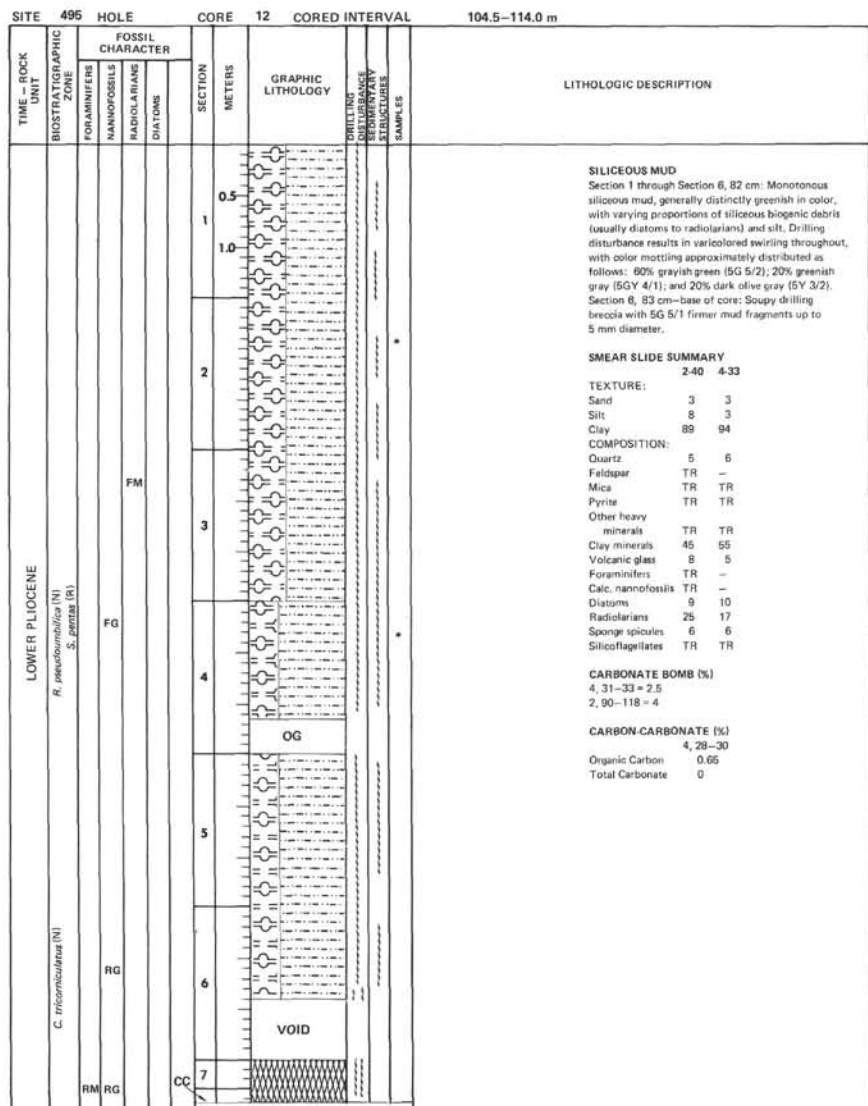 SITE 495 HOLE CORE 12 CORED INTERVAL 104.5–114.0 m
TIME – ROCK UNIT
BIOSTRATIGRAPHIC ZONE
FOSSIL CHARACTER
FORAMINIFERS
NANNOFOSSILS
RADIOLARIANS
DIATOMS
SECTION
METERS
GRAPHIC LITHOLOGY
DRILLING DISTURBANCE
SEDIMENTARY STRUCTURES
SAMPLES
LITHOLOGIC DESCRIPTION
LOWER PLIOCENE
R. pseudoumbilica (N)
S. pentas (R)
C. tricorniculatus (N)
FM
FG
RG
RM RG
CC
1
0.5
1.0
2
*
3
4
*
OG
5
6
VOID
7
SILICEOUS MUD
Section 1 through Section 6, 82 cm: Monotonous
siliceous mud, generally distinctly greenish in color,
with varying proportions of siliceous biogenic debris
(usually diatoms to radiolarians) and silt. Drilling
disturbance results in varicolored swirling throughout,
with color mottling approximately distributed as
follows: 60% grayish green (5G 5/2); 20% greenish
gray (5GY 4/1); and 20% dark olive gray (5Y 3/2).
Section 6, 83 cm–base of core: Soupy drilling
breccia with 5G 5/1 firmer mud fragments up to
5 mm diameter.
SMEAR SLIDE SUMMARY
2-40 4-33
TEXTURE:
Sand 3 3
Silt 8 3
Clay 89 94
COMPOSITION:
Quartz 5 6
Feldspar TR –
Mica TR TR
Pyrite TR TR
Other heavy
minerals TR TR
Clay minerals 45 55
Volcanic glass 8 5
Foraminifers TR –
Calc. nannofossils TR –
Diatoms 9 10
Radiolarians 25 17
Sponge spicules 6 6
Silicoflagellates TR TR
CARBONATE BOMB (%)
4, 31–33 = 2.5
2, 90–118 = 4
CARBON-CARBONATE (%)
4, 28–30
Organic Carbon 0.65
Total Carbonate 0